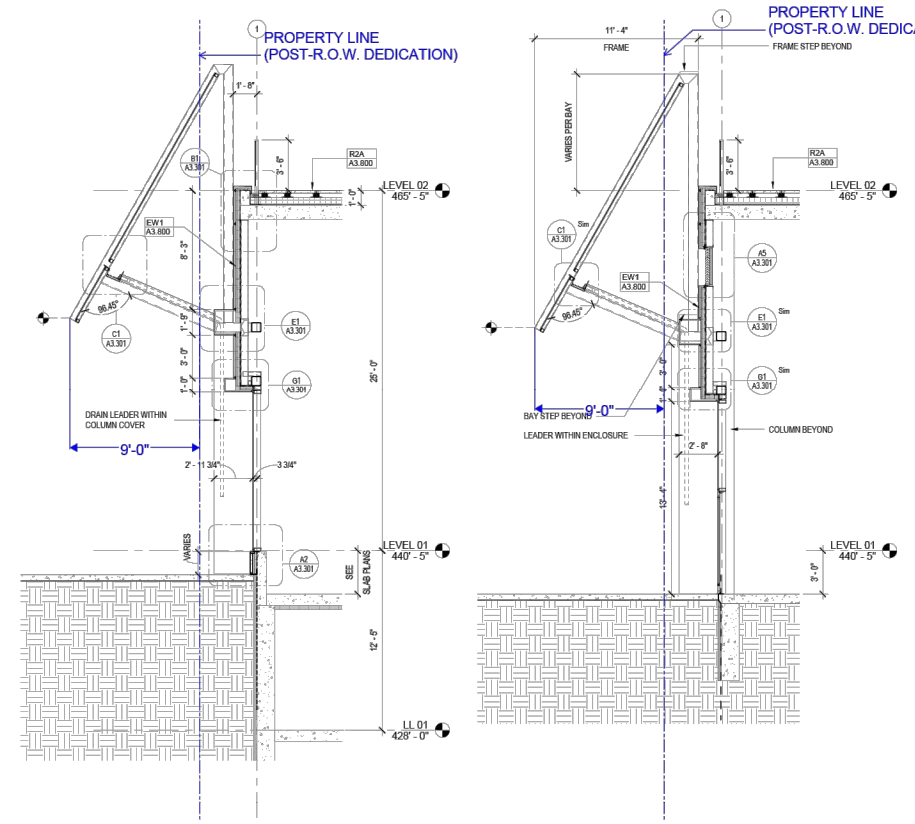 1
PROPERTY LINE
(POST-R.O.W. DEDICATION)
1' - 8"
B1
A3.301
3' - 6"
R2A
A3.800
LEVEL 02
465' - 5"
1' - 0"
EW1
A3.800
8' - 3"
96.45°
C1
A3.301
1' - 9"
E1
A3.301
3' - 0"
G1
A3.301
1' - 0"
25' - 0"
DRAIN LEADER WITHIN
COLUMN COVER
9'-0"
2' - 11 3/4"
3 3/4"
VARIES
A2
A3.301
LEVEL 01
440' - 5"
SEE
SLAB PLANS
12' - 5"
LL 01
428' - 0"
1
PROPERTY LINE
(POST-R.O.W. DEDICA
11' - 4"
FRAME
FRAME STEP BEYOND
VARIES PER BAY
3' - 6"
R2A
A3.800
LEVEL 02
465' - 5"
1' - 0"
C1
A3.301
Sim
A5
A3.301
EW1
A3.800
96.45°
E1
A3.301
Sim
3' - 0"
G1
A3.301
Sim
9'-0"
BAY STEP BEYOND
LEADER WITHIN ENCLOSURE
COLUMN BEYOND
2' - 8"
13' - 4"
LEVEL 01
440' - 5"
3' - 0"